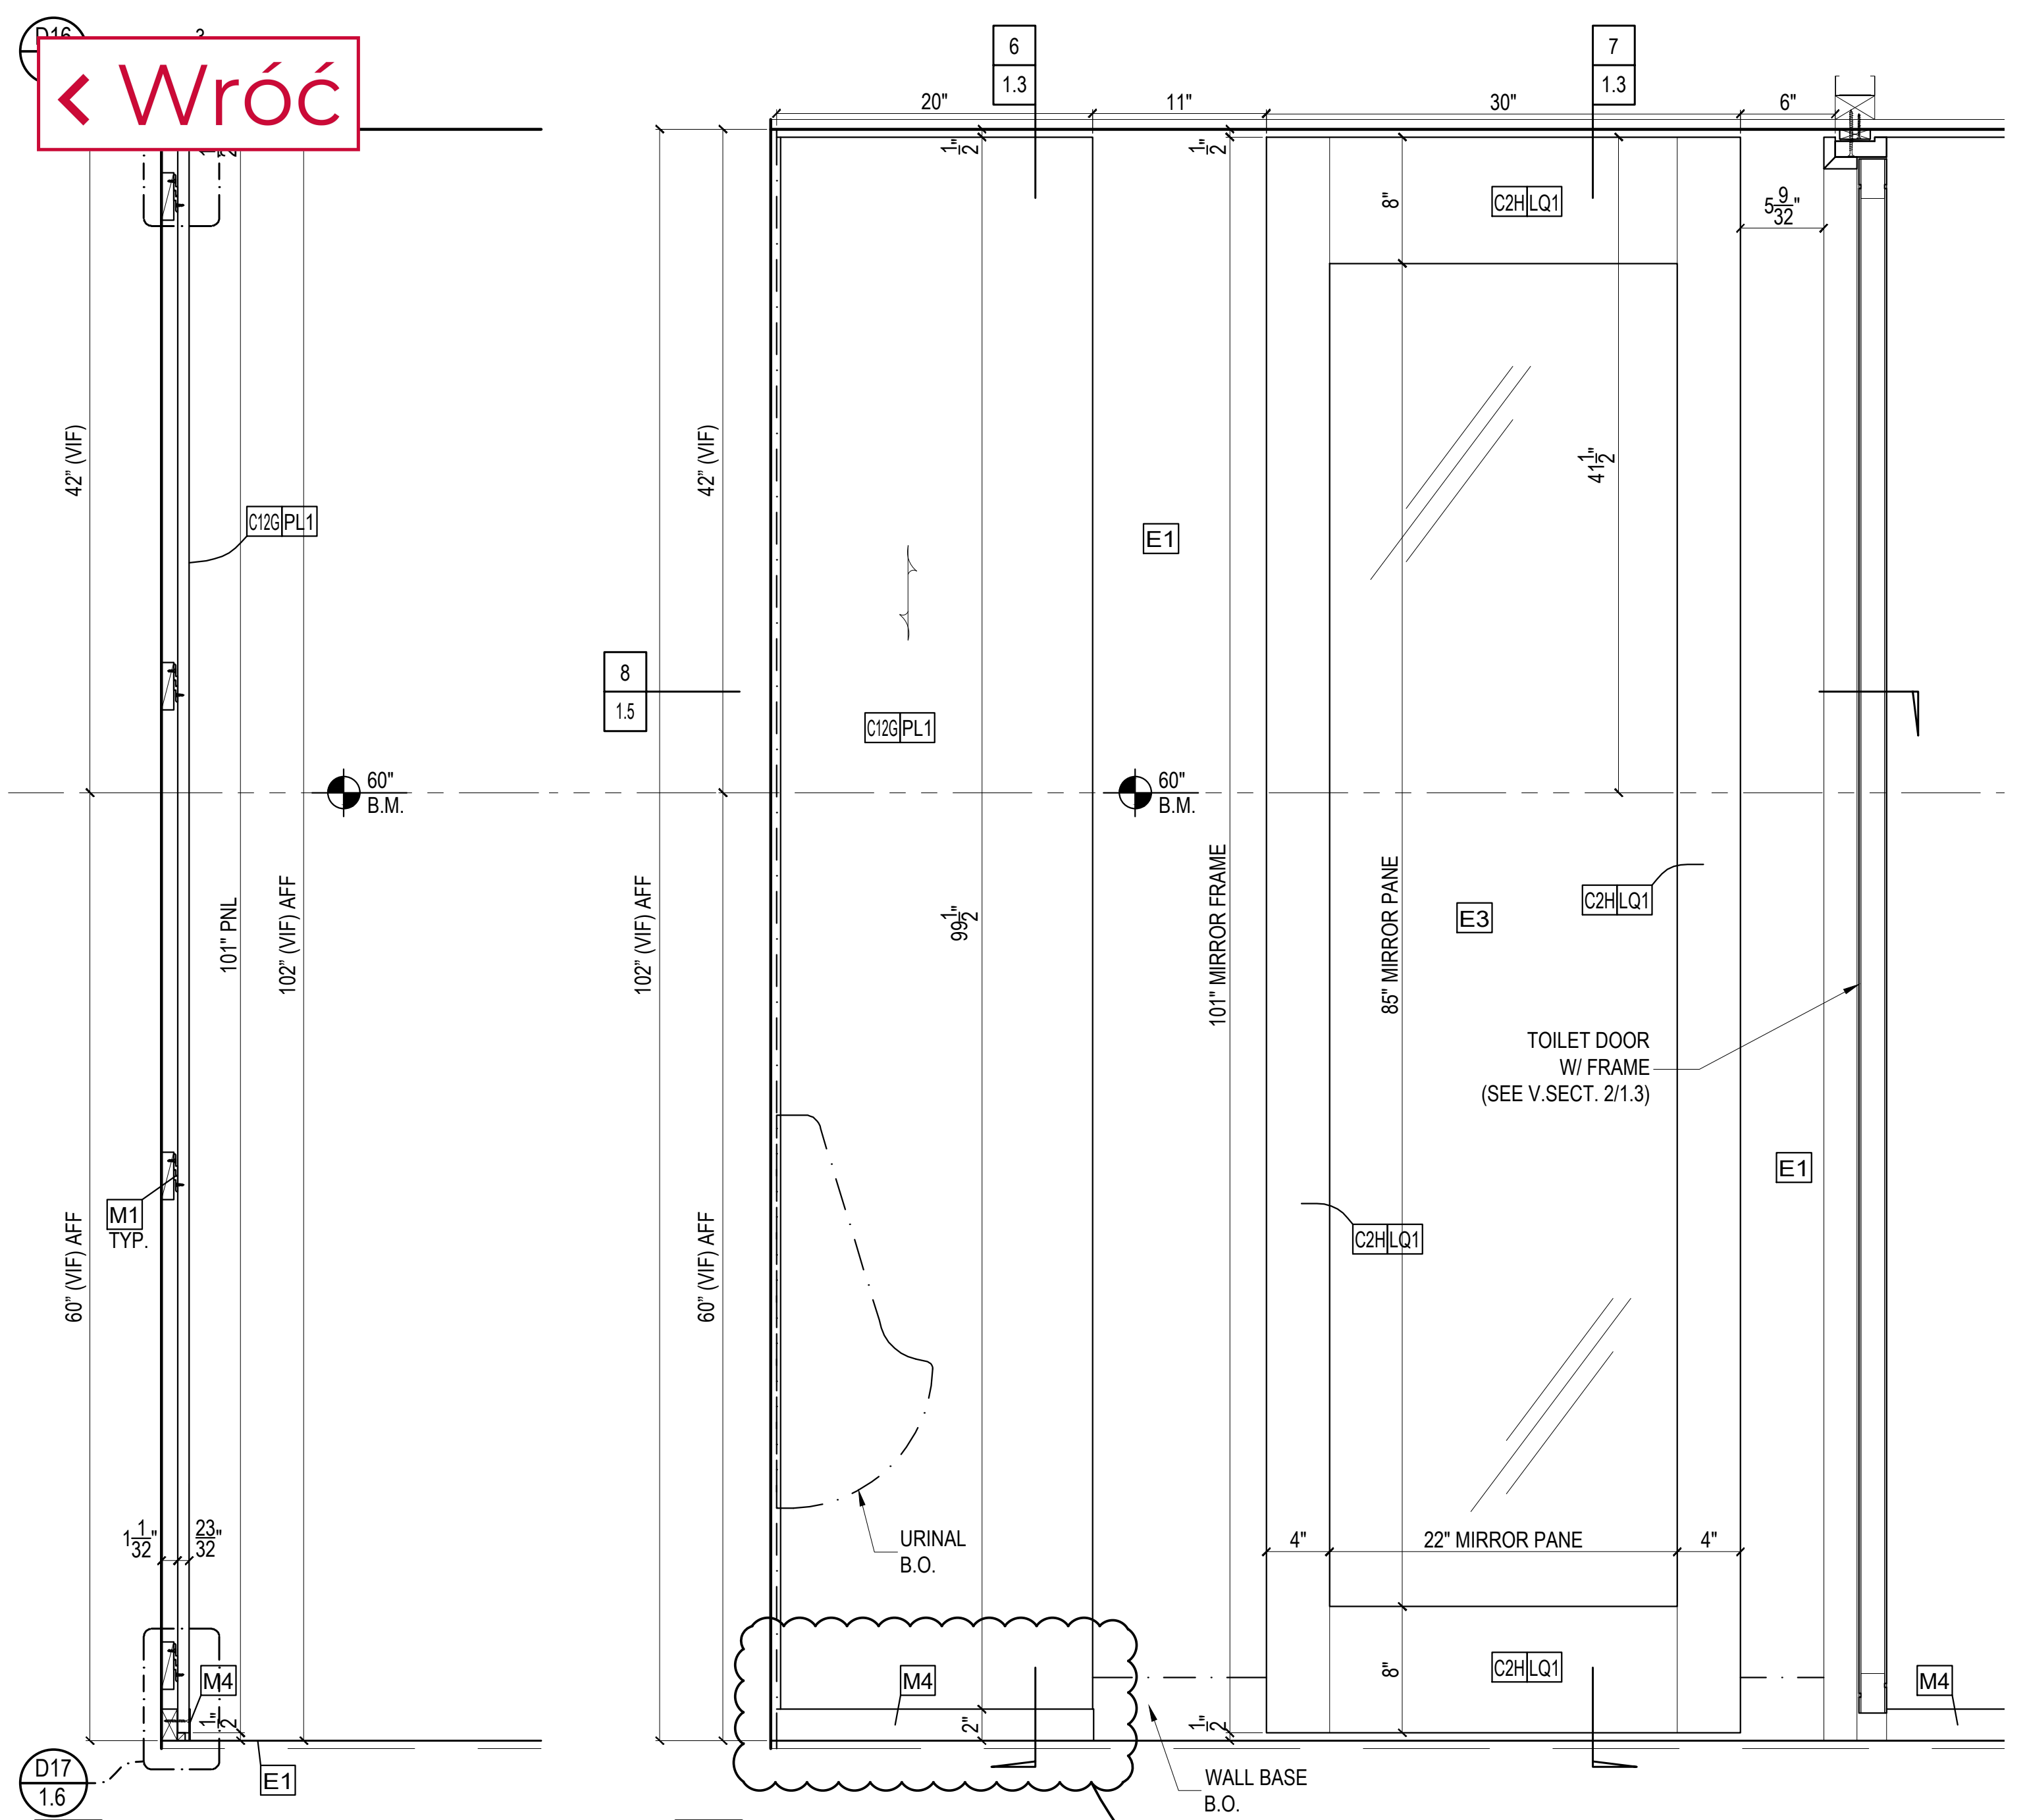 D16
3
Wróć
6
1.3
7
1.3
20"
11"
30"
6"
1/2"
1/2"
8"
C2H LQ1
5 9/32"
42" (VIF)
42" (VIF)
41 1/2"
C12G PL1
E1
8
1.5
C12G PL1
60"
B.M.
60"
B.M.
101" PNL
102" (VIF) AFF
102" (VIF) AFF
99 1/2"
101" MIRROR FRAME
85" MIRROR PANE
E3
C2H LQ1
TOILET DOOR
W/ FRAME
(SEE V.SECT. 2/1.3)
E1
M1
TYP.
60" (VIF) AFF
60" (VIF) AFF
C2H LQ1
1 1/32"
23/32"
URINAL
B.O.
4"
22" MIRROR PANE
4"
M4
1/2"
M4
2"
1/2"
8"
C2H LQ1
M4
D17
1.6
E1
WALL BASE
B.O.